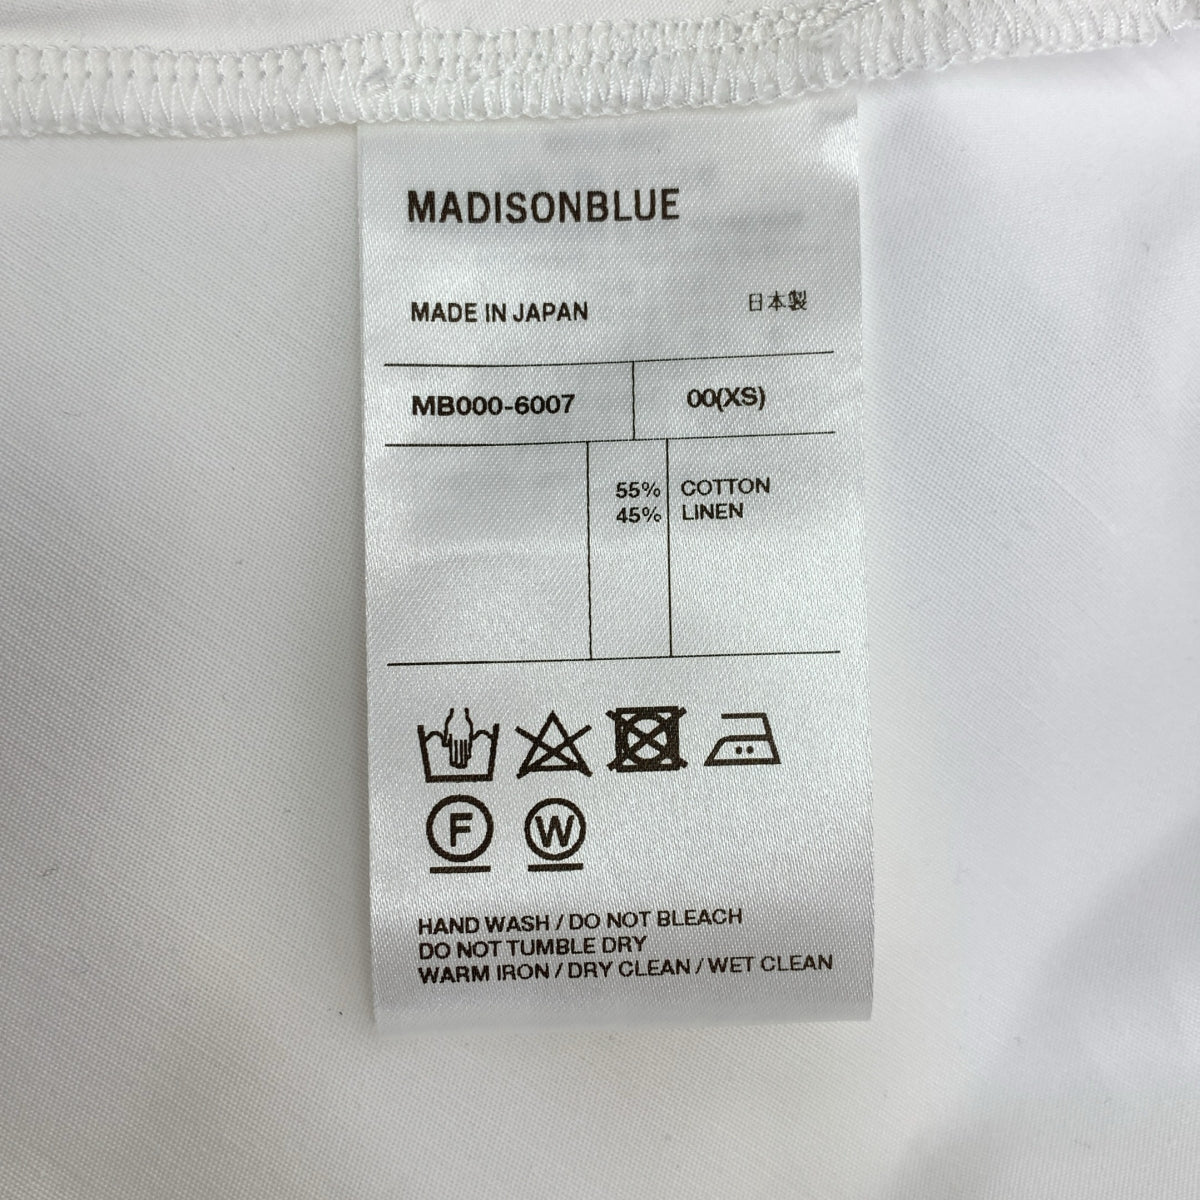 MADISONBLUE
MADE IN JAPAN 日本製
MB000-6007 00(XS)
55% COTTON
45% LINEN
F W
HAND WASH / DO NOT BLEACH
DO NOT TUMBLE DRY
WARM IRON / DRY CLEAN / WET CLEAN